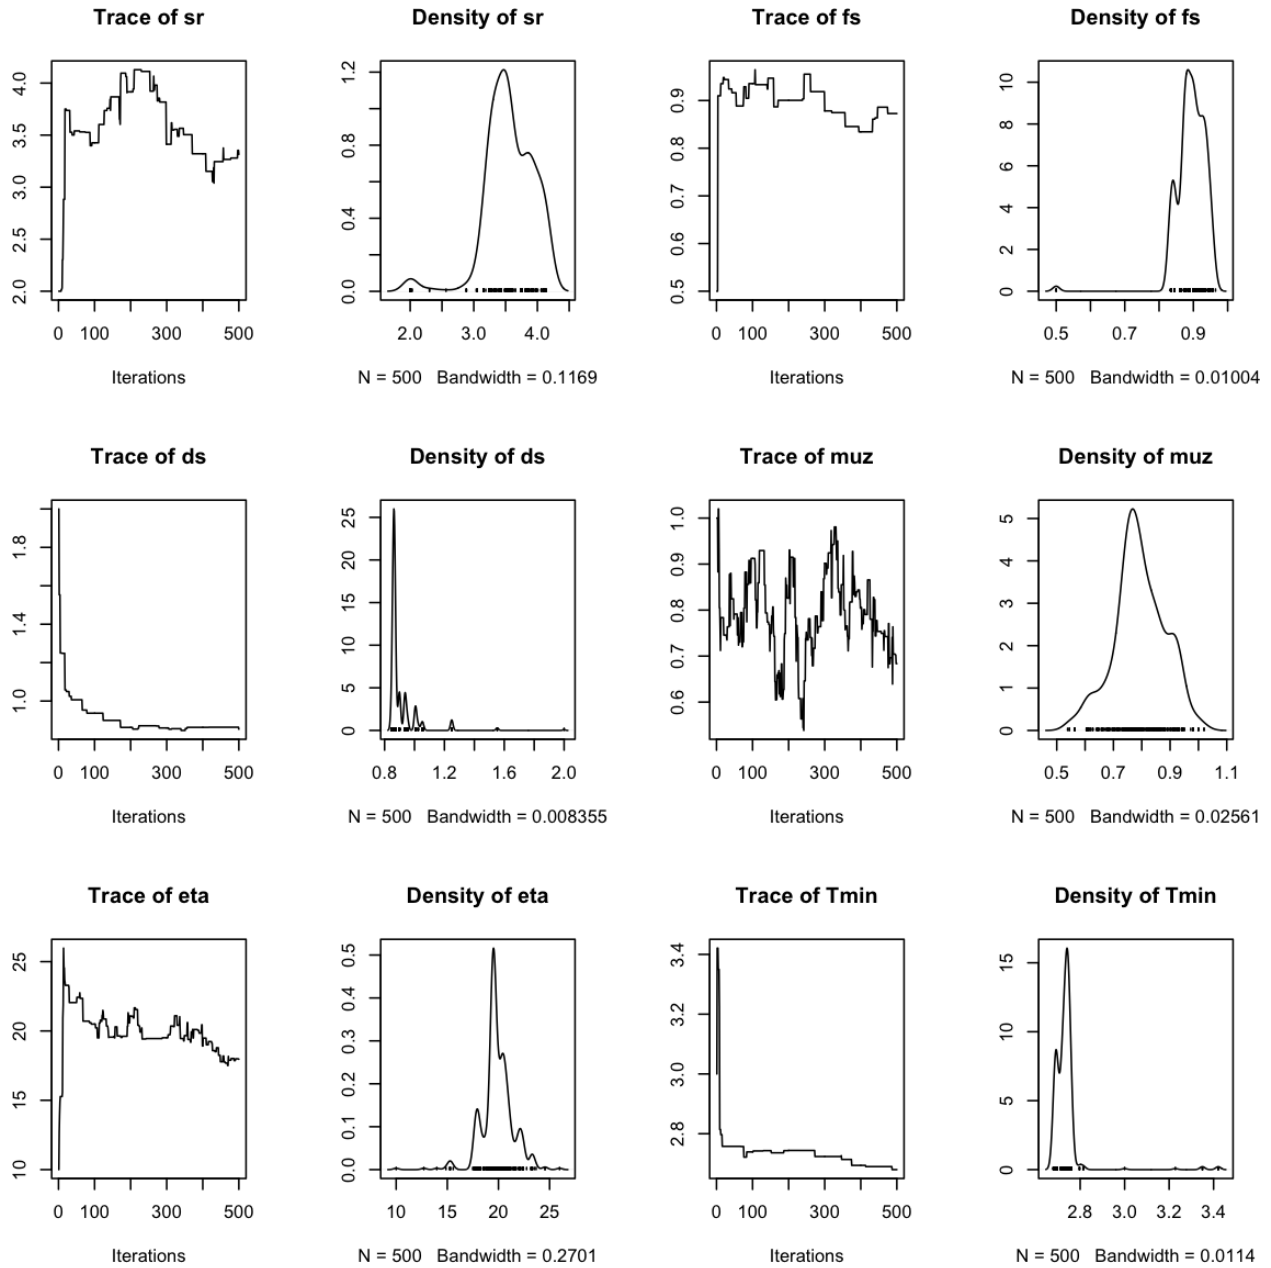 Trace of sr
Density of sr
Trace of fs
Density of fs
2.0 2.5 3.0 3.5 4.0
0.0 0.4 0.8 1.2
0.5 0.6 0.7 0.8 0.9
0 2 4 6 8 10
0 100 300 500
2.0 3.0 4.0
0 100 300 500
0.5 0.7 0.9
Iterations
N = 500 Bandwidth = 0.1169
Iterations
N = 500 Bandwidth = 0.01004
Trace of ds
Density of ds
Trace of muz
Density of muz
1.0 1.4 1.8
0 5 10 15 20 25
0.6 0.7 0.8 0.9 1.0
0 1 2 3 4 5
0 100 300 500
0.8 1.2 1.6 2.0
0 100 300 500
0.5 0.7 0.9 1.1
Iterations
N = 500 Bandwidth = 0.008355
Iterations
N = 500 Bandwidth = 0.02561
Trace of eta
Density of eta
Trace of Tmin
Density of Tmin
10 15 20 25
0.0 0.1 0.2 0.3 0.4 0.5
2.8 3.0 3.2 3.4
0 5 10 15
0 100 300 500
10 15 20 25
0 100 300 500
2.8 3.0 3.2 3.4
Iterations
N = 500 Bandwidth = 0.2701
Iterations
N = 500 Bandwidth = 0.0114